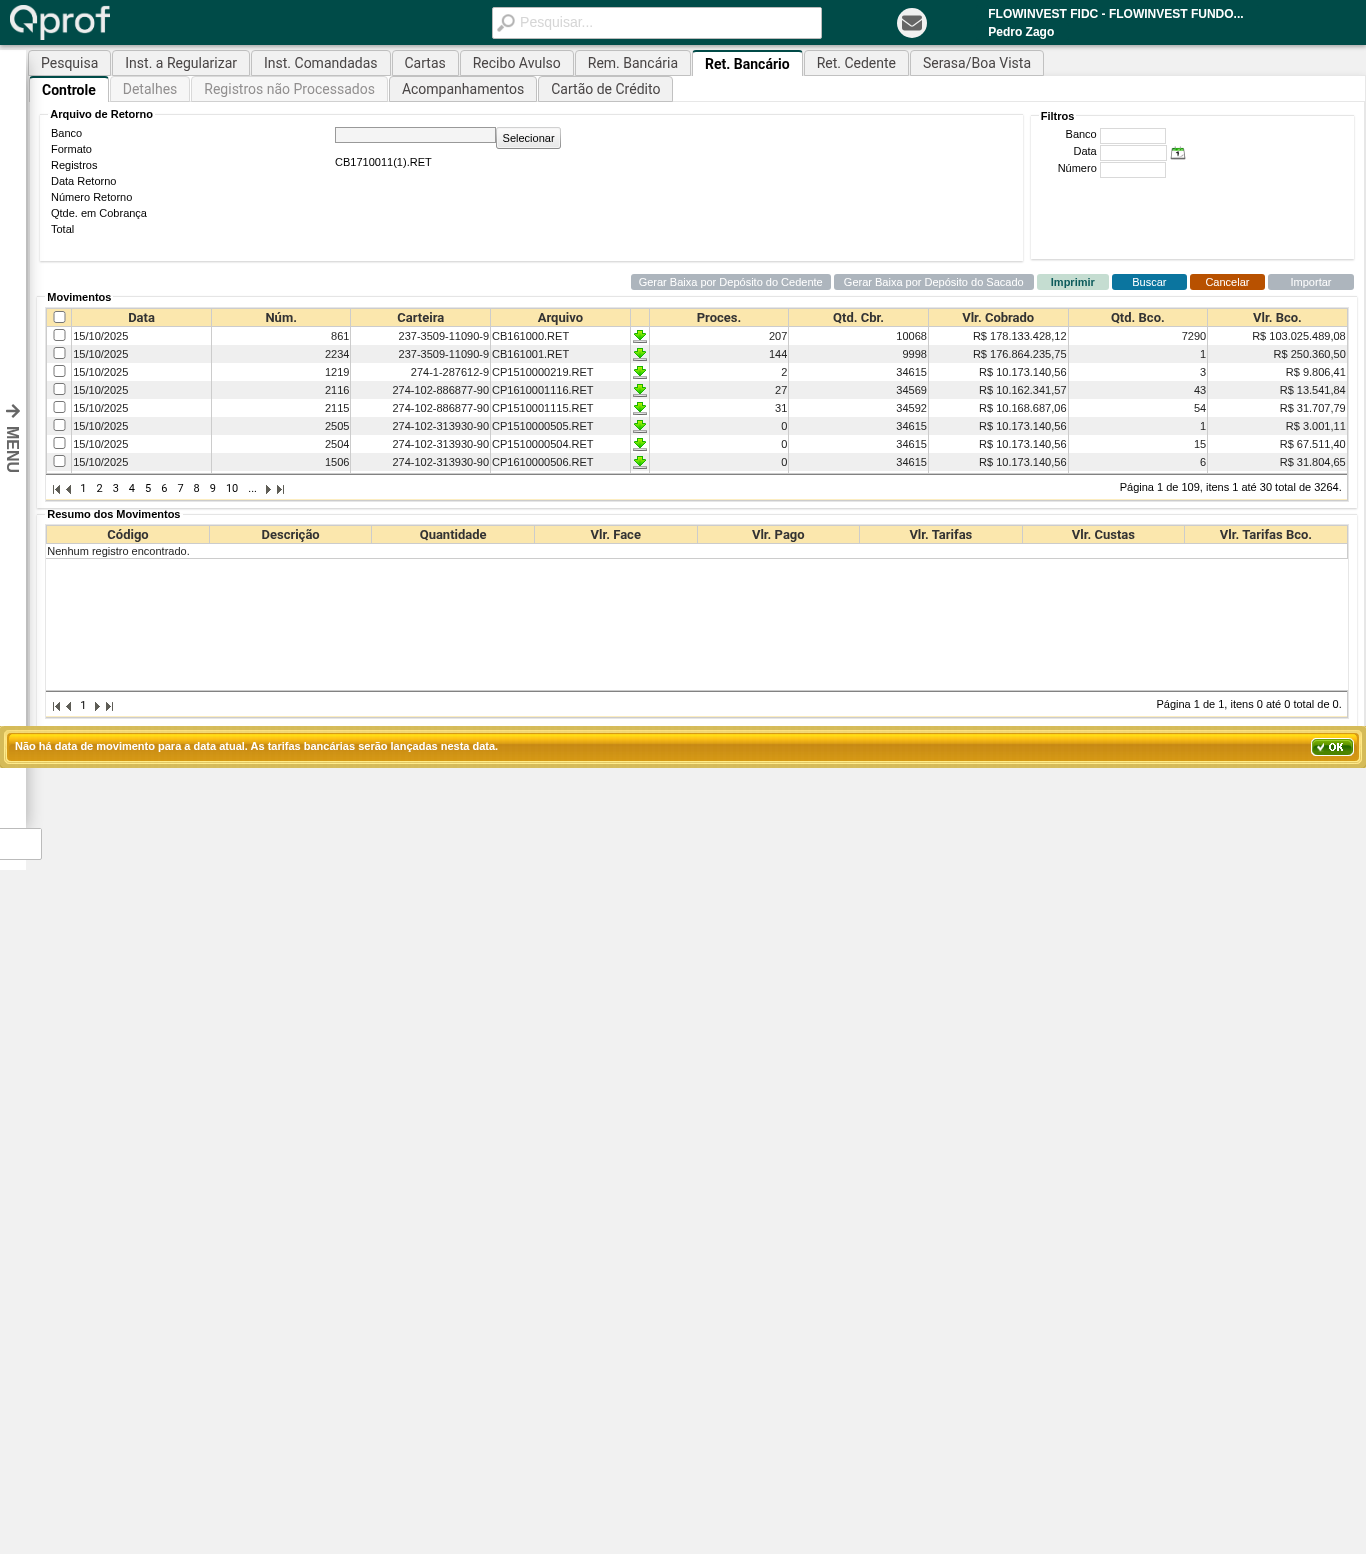 Qprof
Pesquisar...
FLOWINVEST FIDC - FLOWINVEST FUNDO...
Pedro Zago
Pesquisa Inst. a Regularizar Inst. Comandadas Cartas Recibo Avulso Rem. Bancária Ret. Bancário Ret. Cedente Serasa/Boa Vista
Controle Detalhes Registros não Processados Acompanhamentos Cartão de Crédito
MENU
Arquivo de Retorno
Banco
Selecionar
Formato
Registros
CB1710011(1).RET
Data Retorno
Número Retorno
Qtde. em Cobrança
Total
Filtros
Banco
Data
Número
Gerar Baixa por Depósito do Cedente Gerar Baixa por Depósito do Sacado Imprimir Buscar Cancelar Importar
Movimentos
Data Núm. Carteira Arquivo Proces. Qtd. Cbr. Vlr. Cobrado Qtd. Bco. Vlr. Bco.
15/10/2025 861 237-3509-11090-9 CB161000.RET 207 10068 R$ 178.133.428,12 7290 R$ 103.025.489,08
15/10/2025 2234 237-3509-11090-9 CB161001.RET 144 9998 R$ 176.864.235,75 1 R$ 250.360,50
15/10/2025 1219 274-1-287612-9 CP1510000219.RET 2 34615 R$ 10.173.140,56 3 R$ 9.806,41
15/10/2025 2116 274-102-886877-90 CP1610001116.RET 27 34569 R$ 10.162.341,57 43 R$ 13.541,84
15/10/2025 2115 274-102-886877-90 CP1510001115.RET 31 34592 R$ 10.168.687,06 54 R$ 31.707,79
15/10/2025 2505 274-102-313930-90 CP1510000505.RET 0 34615 R$ 10.173.140,56 1 R$ 3.001,11
15/10/2025 2504 274-102-313930-90 CP1510000504.RET 0 34615 R$ 10.173.140,56 15 R$ 67.511,40
15/10/2025 1506 274-102-313930-90 CP1610000506.RET 0 34615 R$ 10.173.140,56 6 R$ 31.804,65
1 2 3 4 5 6 7 8 9 10 ... Página 1 de 109, itens 1 até 30 total de 3264.
Resumo dos Movimentos
Código Descrição Quantidade Vlr. Face Vlr. Pago Vlr. Tarifas Vlr. Custas Vlr. Tarifas Bco.
Nenhum registro encontrado.
1 Página 1 de 1, itens 0 até 0 total de 0.
Não há data de movimento para a data atual. As tarifas bancárias serão lançadas nesta data. OK